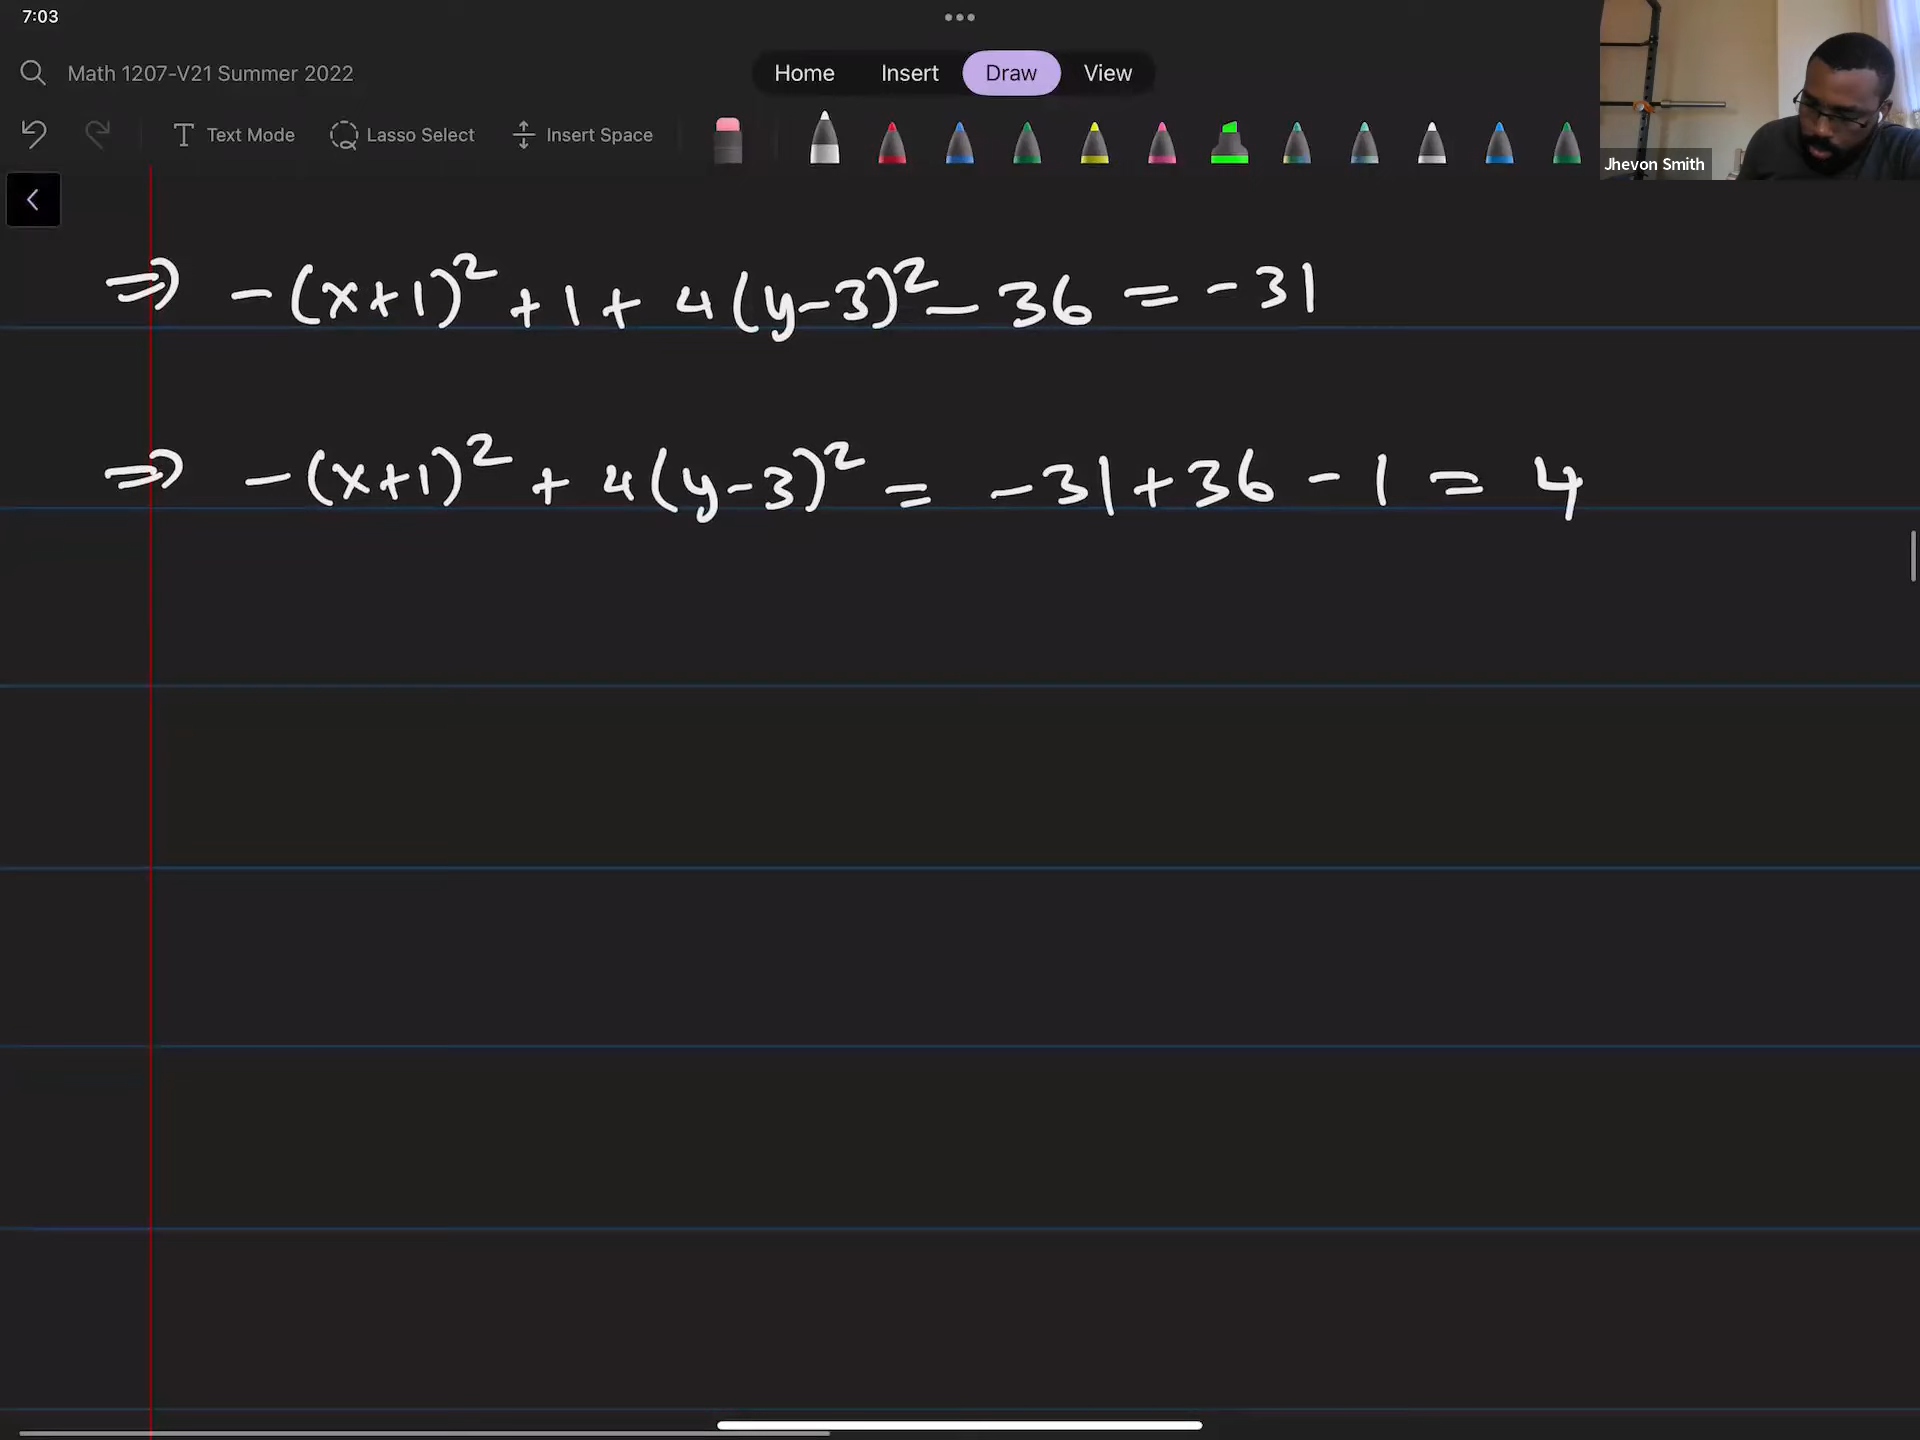 7:03
Math 1207-V21 Summer 2022
Home Insert Draw View
Text Mode Lasso Select Insert Space
Jhevon Smith
⇒ -(x+1)² + 1 + 4(y-3)² - 36 = -31
⇒ -(x+1)² + 4(y-3)² = -31 + 36 - 1 = 4